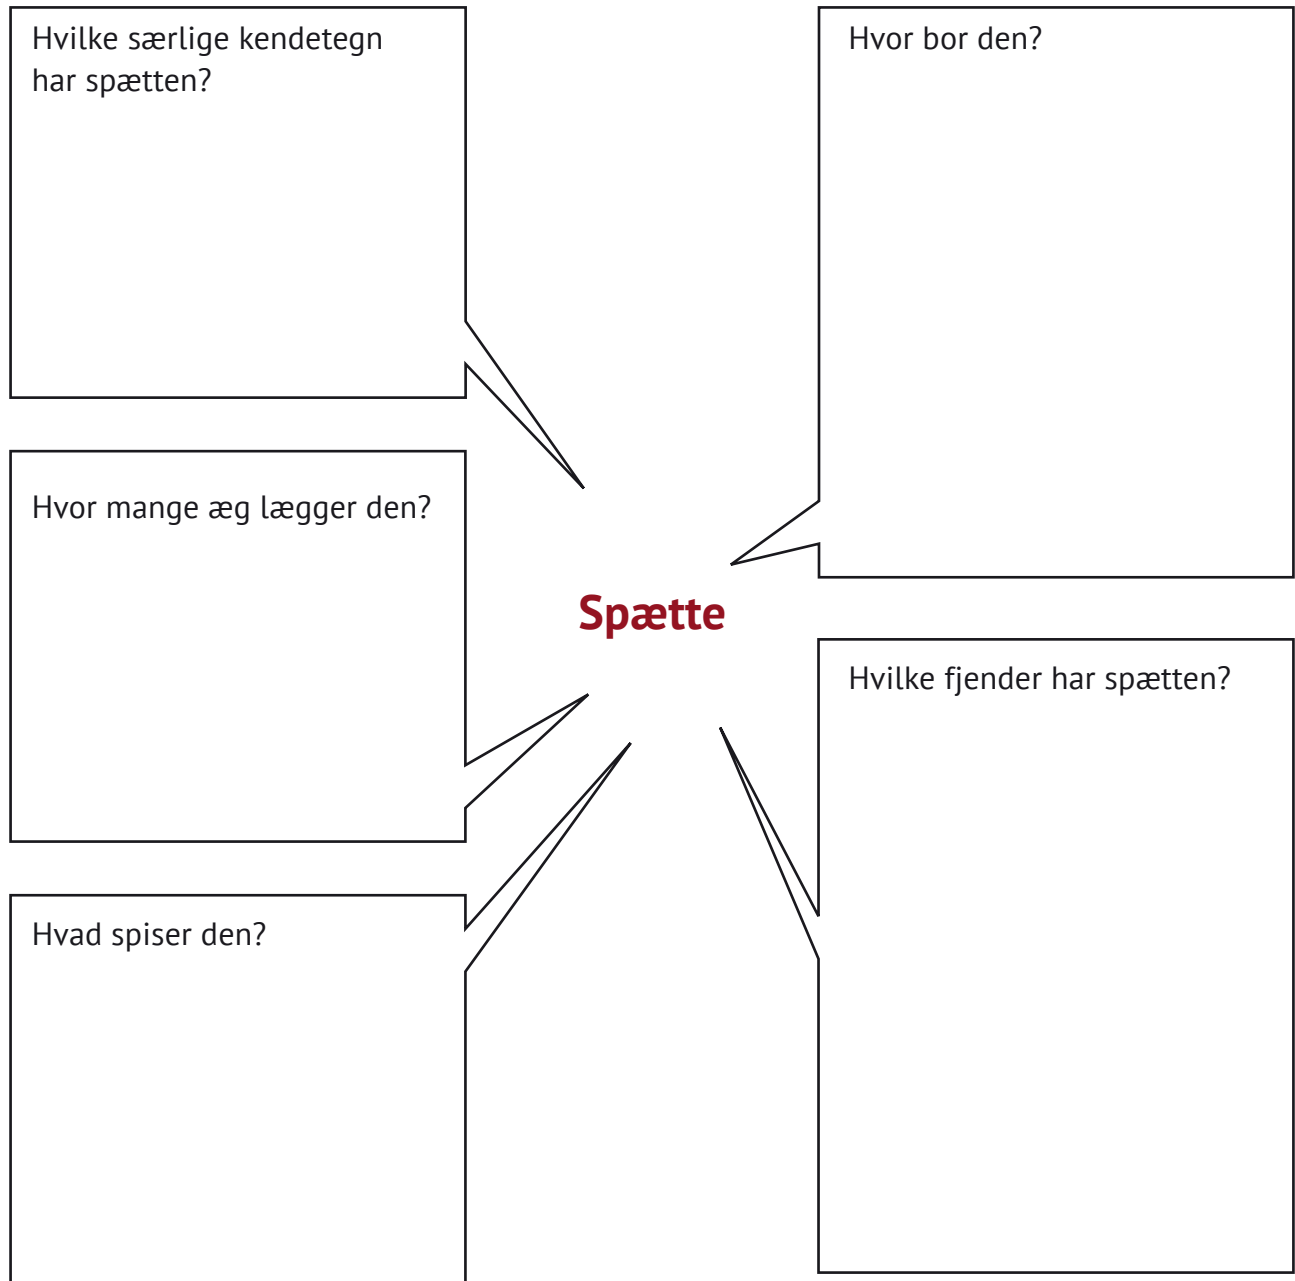 Hvilke særlige kendetegn
har spætten?
Hvor bor den?
Hvor mange æg lægger den?
Spætte
Hvilke fjender har spætten?
Hvad spiser den?